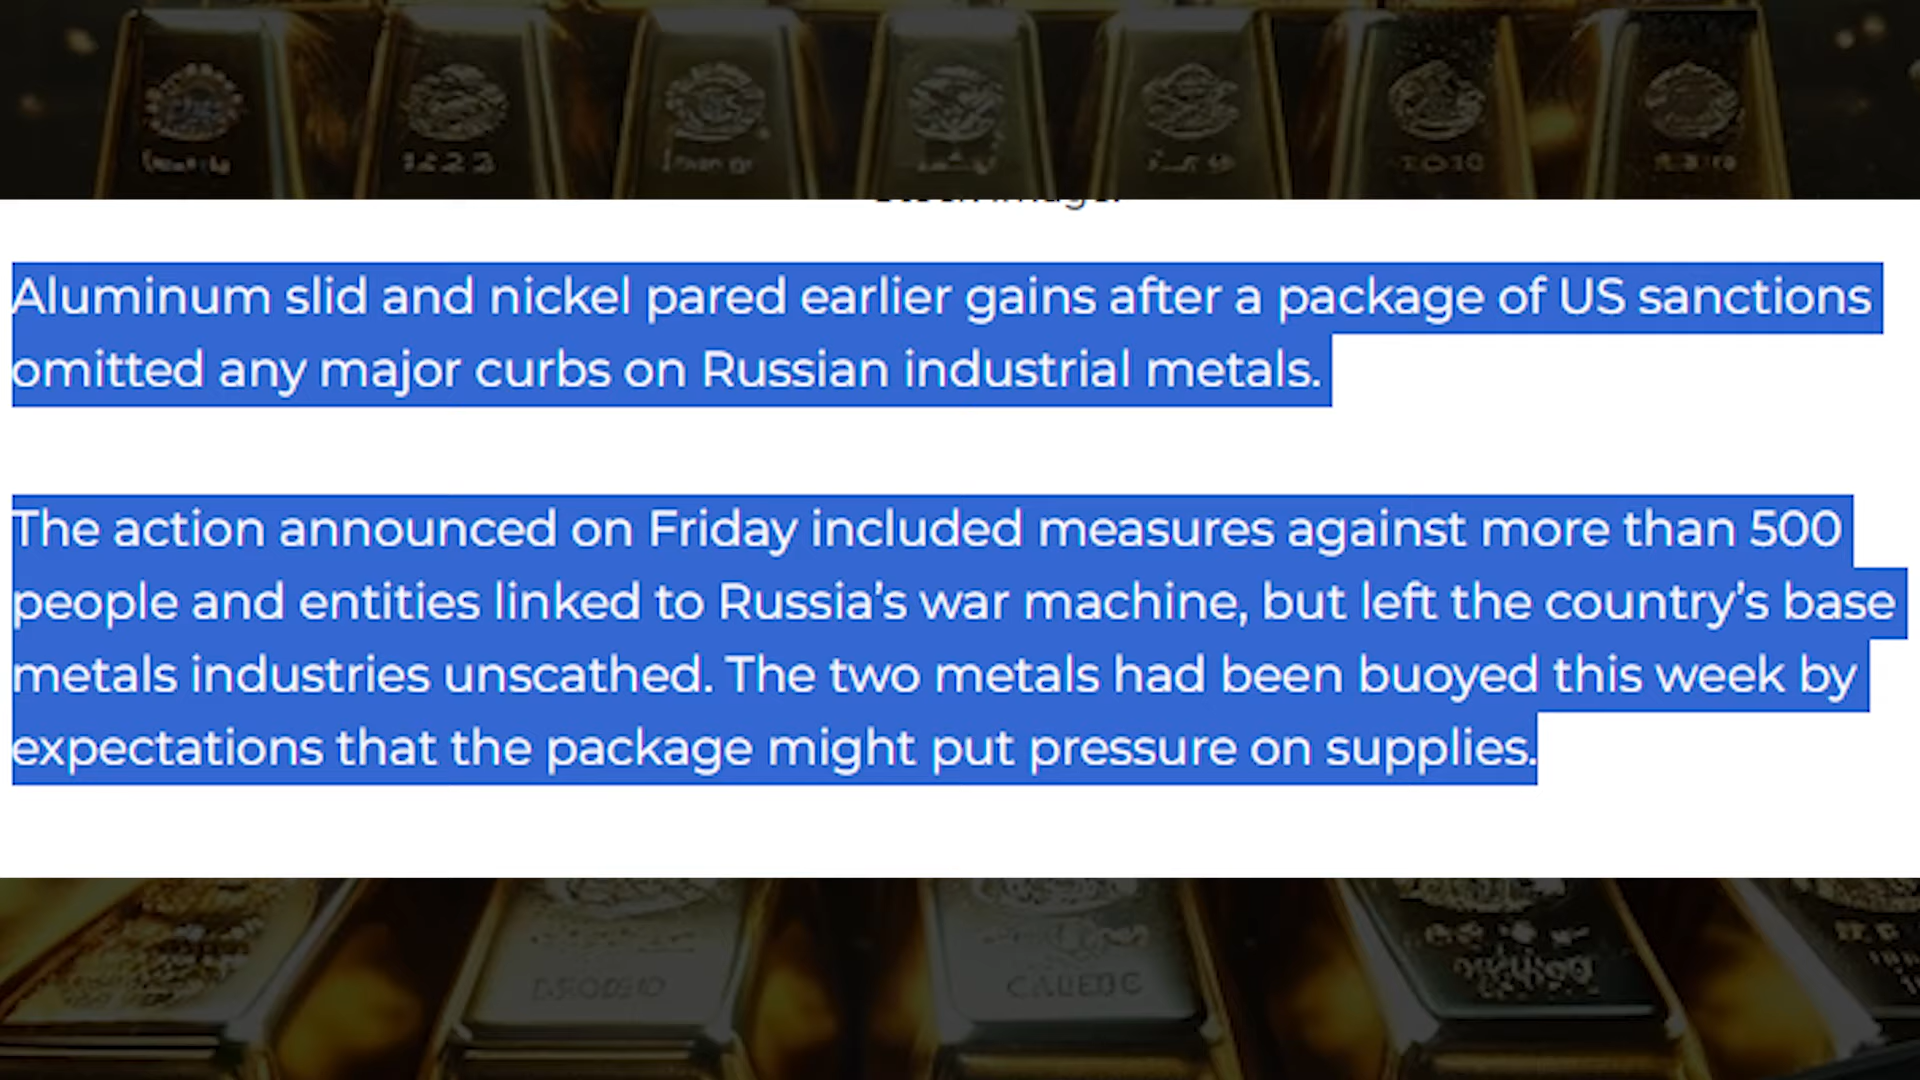 Stock image.
Aluminum slid and nickel pared earlier gains after a package of US sanctions
omitted any major curbs on Russian industrial metals.
The action announced on Friday included measures against more than 500
people and entities linked to Russia’s war machine, but left the country’s base
metals industries unscathed. The two metals had been buoyed this week by
expectations that the package might put pressure on supplies.